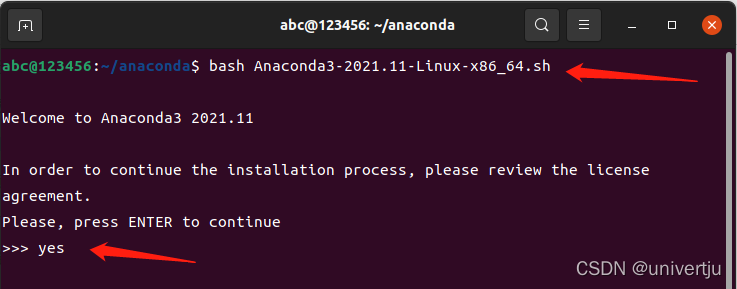 abc@123456: ~/anaconda
abc@123456:~/anaconda$ bash Anaconda3-2021.11-Linux-x86_64.sh
Welcome to Anaconda3 2021.11
In order to continue the installation process, please review the license
agreement.
Please, press ENTER to continue
>>> yes
CSDN @univertju